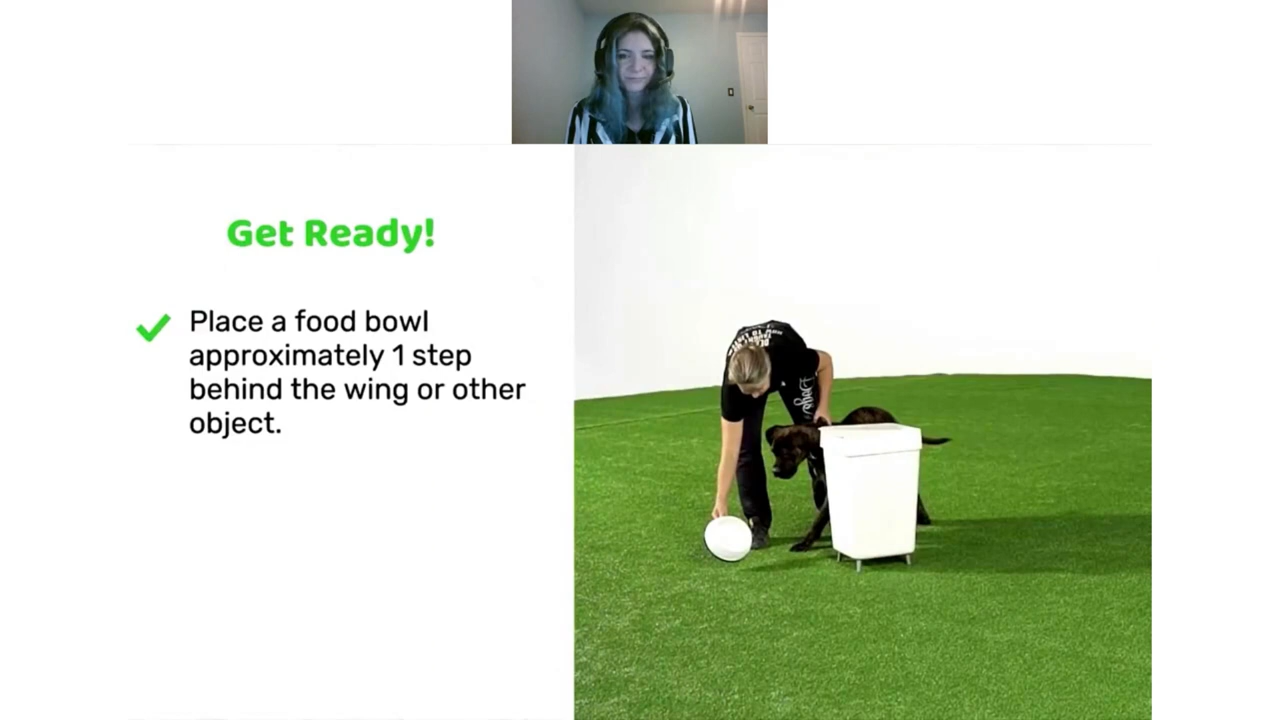 Get Ready!
Place a food bowl
approximately 1 step
behind the wing or other
object.